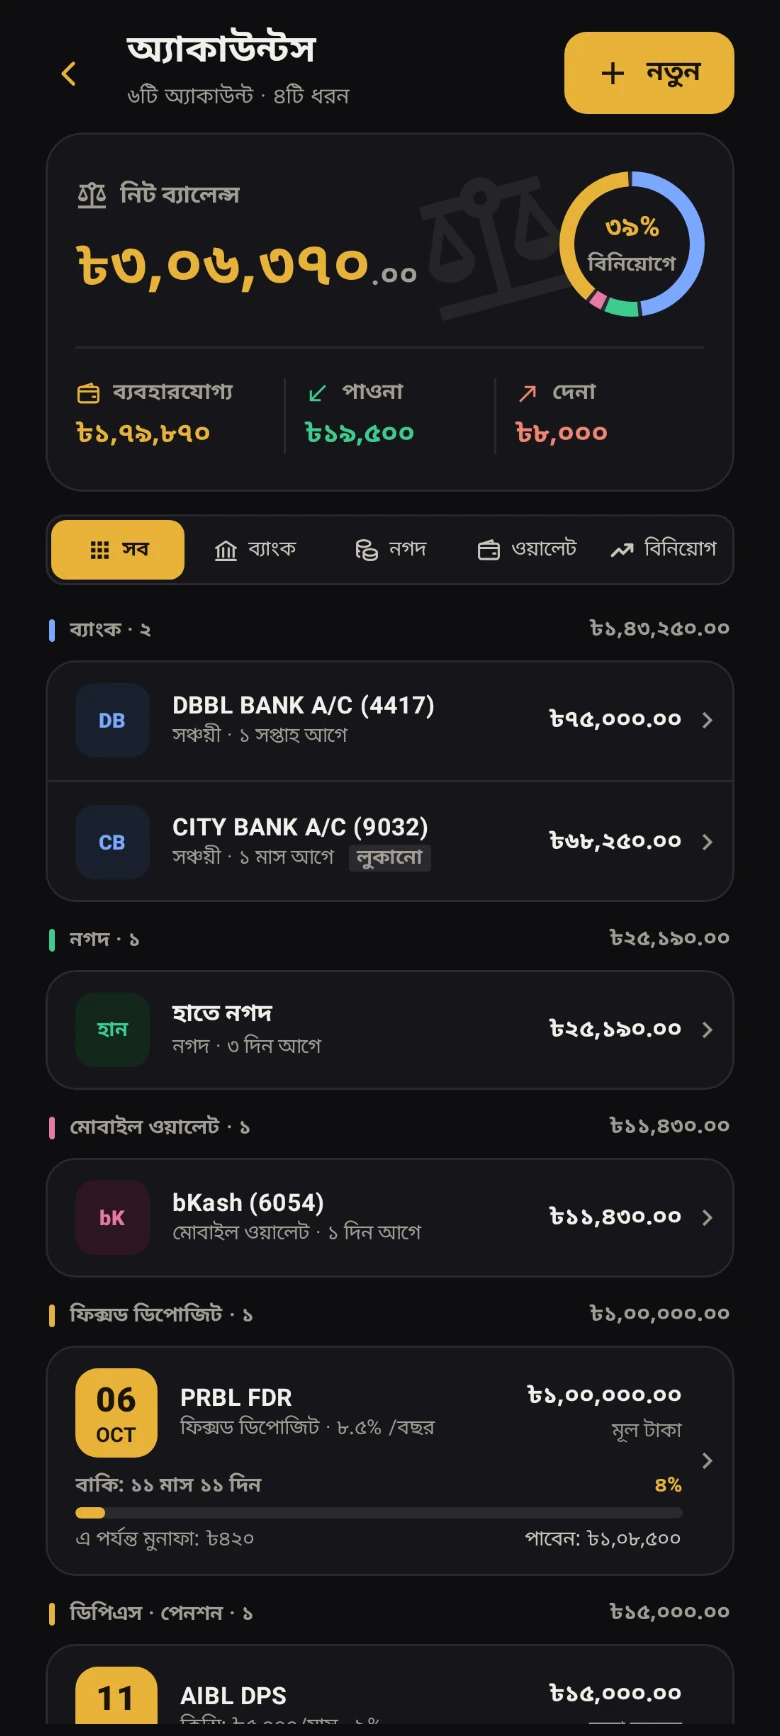 অ্যাকাউন্টস
৬টি অ্যাকাউন্ট · ৪টি ধরন
+ নতুন
নিট ব্যালেন্স
৳৩,০৬,৩৭০.০০
৩৯%
বিনিয়োগে
ব্যবহারযোগ্য
৳১,৭৯,৮৭০
পাওনা
৳১৯,৫০০
দেনা
৳৮,০০০
সব ব্যাংক নগদ ওয়ালেট বিনিয়োগ
ব্যাংক · ২ ৳১,৪৩,২৫০.০০
DB
DBBL BANK A/C (4417)
সঞ্চয়ী · ১ সপ্তাহ আগে
৳৭৫,০০০.০০
CB
CITY BANK A/C (9032)
সঞ্চয়ী · ১ মাস আগে লুকানো
৳৬৮,২৫০.০০
নগদ · ১ ৳২৫,১৯০.০০
হান
হাতে নগদ
নগদ · ৩ দিন আগে
৳২৫,১৯০.০০
মোবাইল ওয়ালেট · ১ ৳১১,৪৩০.০০
bK
bKash (6054)
মোবাইল ওয়ালেট · ১ দিন আগে
৳১১,৪৩০.০০
ফিক্সড ডিপোজিট · ১ ৳১,০০,০০০.০০
06
OCT
PRBL FDR
ফিক্সড ডিপোজিট · ৮.৫% /বছর
৳১,০০,০০০.০০
মূল টাকা
বাকি: ১১ মাস ১১ দিন ৪%
এ পর্যন্ত মুনাফা: ৳৪২০ পাবেন: ৳১,০৮,৫০০
ডিপিএস · পেনশন · ১ ৳১৫,০০০.০০
11
AIBL DPS
৳১৫,০০০.০০